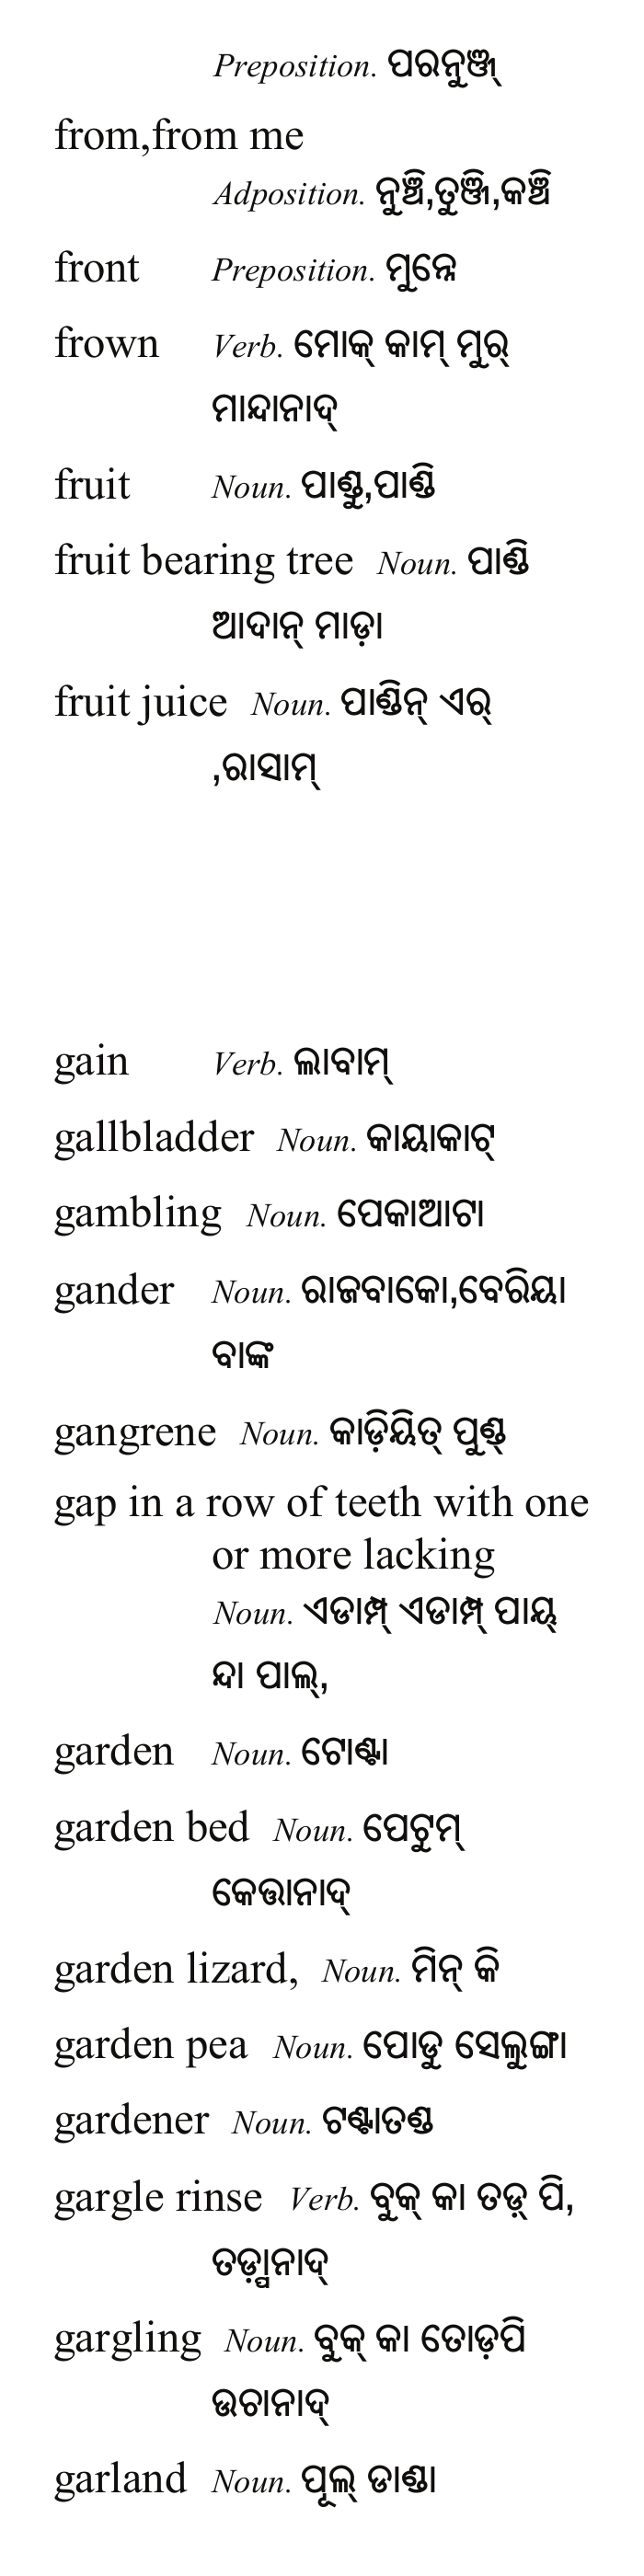 Preposition. ପରନୁଞ୍ଜ୍
from,from me
Adposition. ନୁଞ୍ଚି,ତୁଞ୍ଜି,କଞ୍ଚି
front Preposition. ମୁନ୍ନେ
frown Verb. ମୋକ୍ କାମ୍ ମୁର୍
ମାନ୍ଦାନାଦ୍
fruit Noun. ପାଣ୍ଡୁ,ପାଣ୍ଡି
fruit bearing tree Noun. ପାଣ୍ଡି
ଆଦାନ୍ ମାଡ଼ା
fruit juice Noun. ପାଣ୍ଡିନ୍ ଏର୍
,ରାସାମ୍
gain Verb. ଲାବାମ୍
gallbladder Noun. କାୟାକାଟ୍
gambling Noun. ପେକାଆଟା
gander Noun. ରାଜବାକୋ,ବେରିୟା
ବାଙ୍କ
gangrene Noun. କାଡ଼ିୟିତ୍ ପୁଣ୍ଡ୍
gap in a row of teeth with one
or more lacking
Noun. ଏଡାମ୍ପ୍ ଏଡାମ୍ପ୍ ପାୟ୍
ନ୍ଦା ପାଲ୍,
garden Noun. ଟୋଣ୍ଟା
garden bed Noun. ପେଟୁମ୍
କେତ୍ତାନାଦ୍
garden lizard, Noun. ମିନ୍ କି
garden pea Noun. ପୋଡୁ ସେଲୁଙ୍ଗା
gardener Noun. ଟଣ୍ଟାତଣ୍ଡ
gargle rinse Verb. ବୁକ୍ କା ତଡ଼୍ ପି,
ତଡ଼୍ପାନାଦ୍
gargling Noun. ବୁକ୍ କା ତୋଡ଼ପି
ଉଚାନାଦ୍
garland Noun. ପୂଲ୍ ଡାଣ୍ଡା